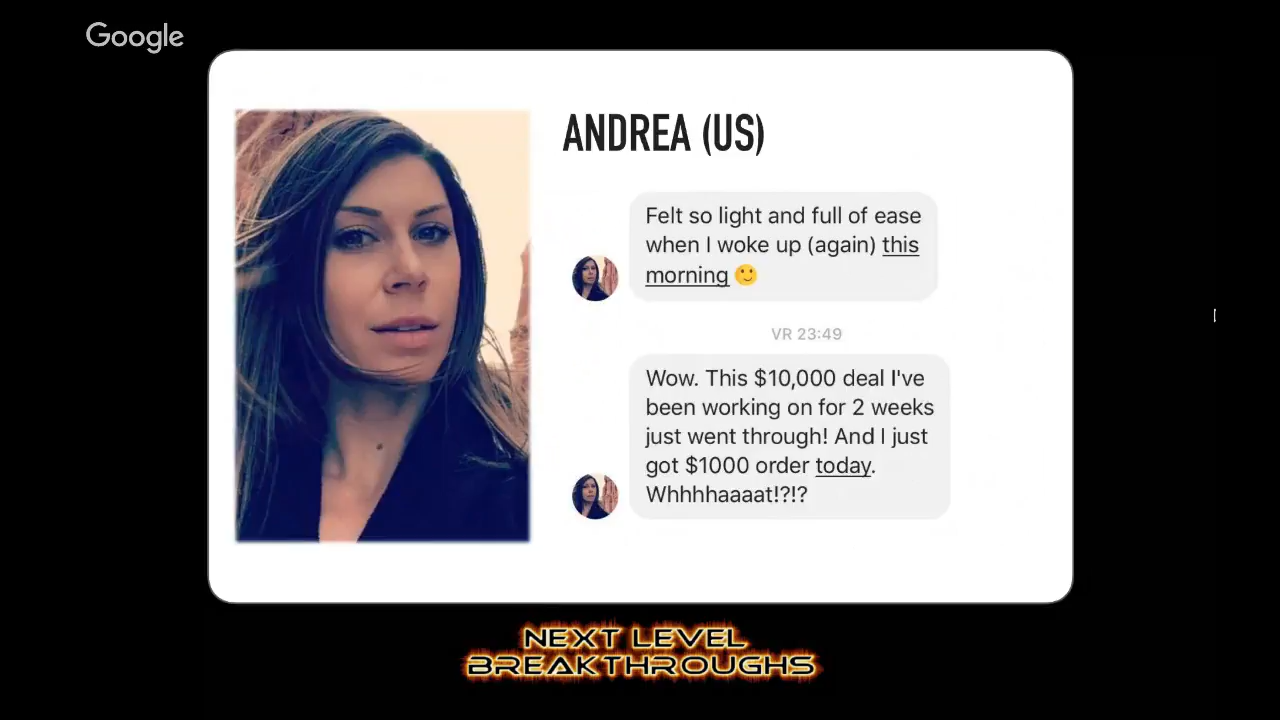 Google
ANDREA (US)
Felt so light and full of ease
when I woke up (again) this
morning 🙂
VR 23:49
Wow. This $10,000 deal I've
been working on for 2 weeks
just went through! And I just
got $1000 order today.
Whhhhaaaat!?!?
NEXT LEVEL
BREAKTHROUGHS